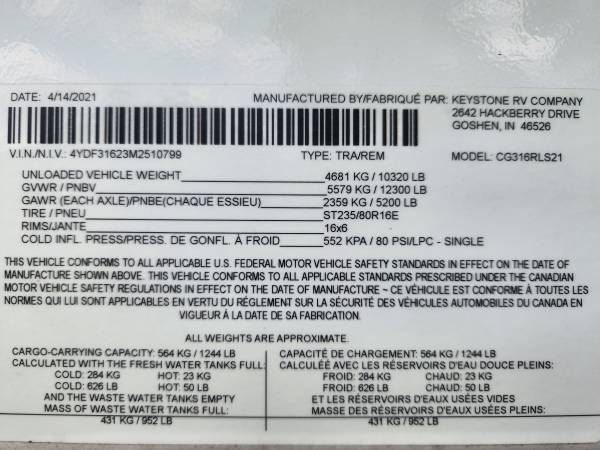 DATE: 4/14/2021 MANUFACTURED BY/FABRIQUÉ PAR: KEYSTONE RV COMPANY
2642 HACKBERRY DRIVE
GOSHEN, IN 46526
V.I.N./N.I.V.: 4YDF31623M2510799 TYPE: TRA/REM MODEL: CG316RLS21
UNLOADED VEHICLE WEIGHT 4681 KG / 10320 LB
GVWR / PNBV 5579 KG / 12300 LB
GAWR (EACH AXLE)/PNBE(CHAQUE ESSIEU) 2359 KG / 5200 LB
TIRE / PNEU ST235/80R16E
RIMS/JANTE 16x6
COLD INFL. PRESS/PRESS. DE GONFL. À FROID 552 KPA / 80 PSI/LPC - SINGLE
THIS VEHICLE CONFORMS TO ALL APPLICABLE U.S. FEDERAL MOTOR VEHICLE SAFETY STANDARDS IN EFFECT ON THE DATE OF
MANUFACTURE SHOWN ABOVE. THIS VEHICLE CONFORMS TO ALL APPLICABLE STANDARDS PRESCRIBED UNDER THE CANADIAN
MOTOR VEHICLE SAFETY REGULATIONS IN EFFECT ON THE DATE OF MANUFACTURE ~ CE VÉHICULE EST CONFORME À TOUTES LES
NORMES QUI LUI SONT APPLICABLES EN VERTU DU RÉGLEMENT SUR LA SÉCURITÉ DES VÉHICULES AUTOMOBILES DU CANADA EN
VIGUEUR À LA DATE DE SA FABRICATION.
ALL WEIGHTS ARE APPROXIMATE.
CARGO-CARRYING CAPACITY: 564 KG / 1244 LB
CALCULATED WITH THE FRESH WATER TANKS FULL:
COLD: 284 KG HOT: 23 KG
COLD: 626 LB HOT: 50 LB
AND THE WASTE WATER TANKS EMPTY
MASS OF WASTE WATER TANKS FULL:
431 KG / 952 LB
CAPACITÉ DE CHARGEMENT: 564 KG / 1244 LB
CALCULÉE AVEC LES RÉSERVOIRS D'EAU DOUCE PLEINS:
FROID: 284 KG CHAUD: 23 KG
FROID: 626 LB CHAUD: 50 LB
ET LES RÉSERVOIRS D'EAUX USÉES VIDES
MASSE DES RÉSERVOIRS D'EAUX USÉES PLEINS:
431 KG / 952 LB